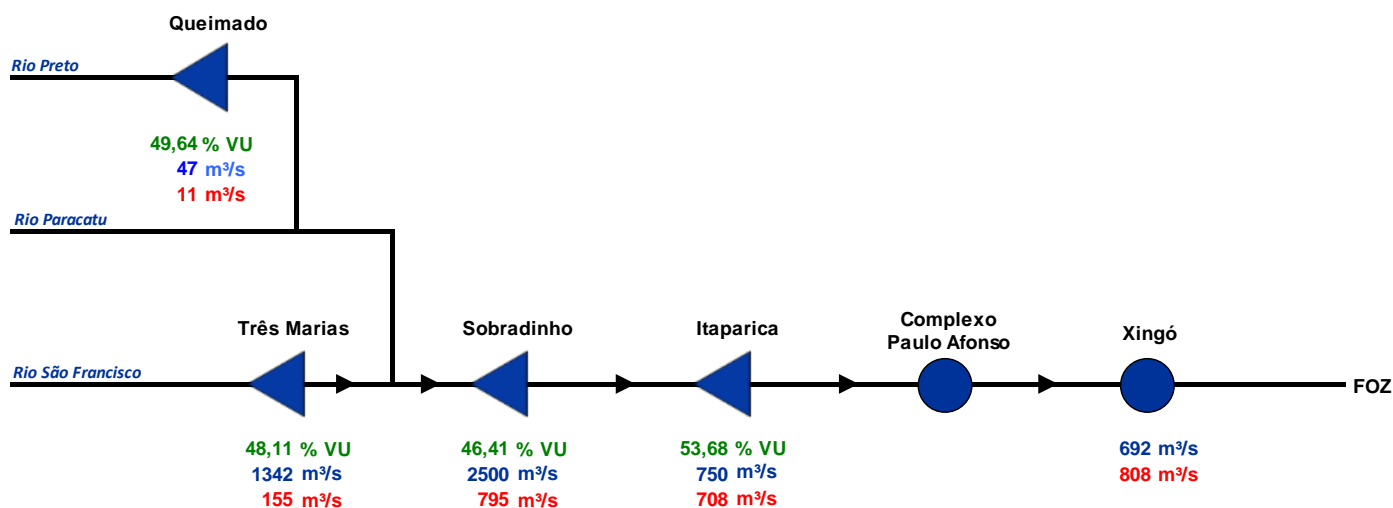 Queimado
Rio Preto
49,64 % VU
47 m³/s
11 m³/s
Rio Paracatu
Três Marias
Sobradinho
Itaparica
Complexo
Paulo Afonso
Xingó
Rio São Francisco
FOZ
48,11 % VU
1342 m³/s
155 m³/s
46,41 % VU
2500 m³/s
795 m³/s
53,68 % VU
750 m³/s
708 m³/s
692 m³/s
808 m³/s